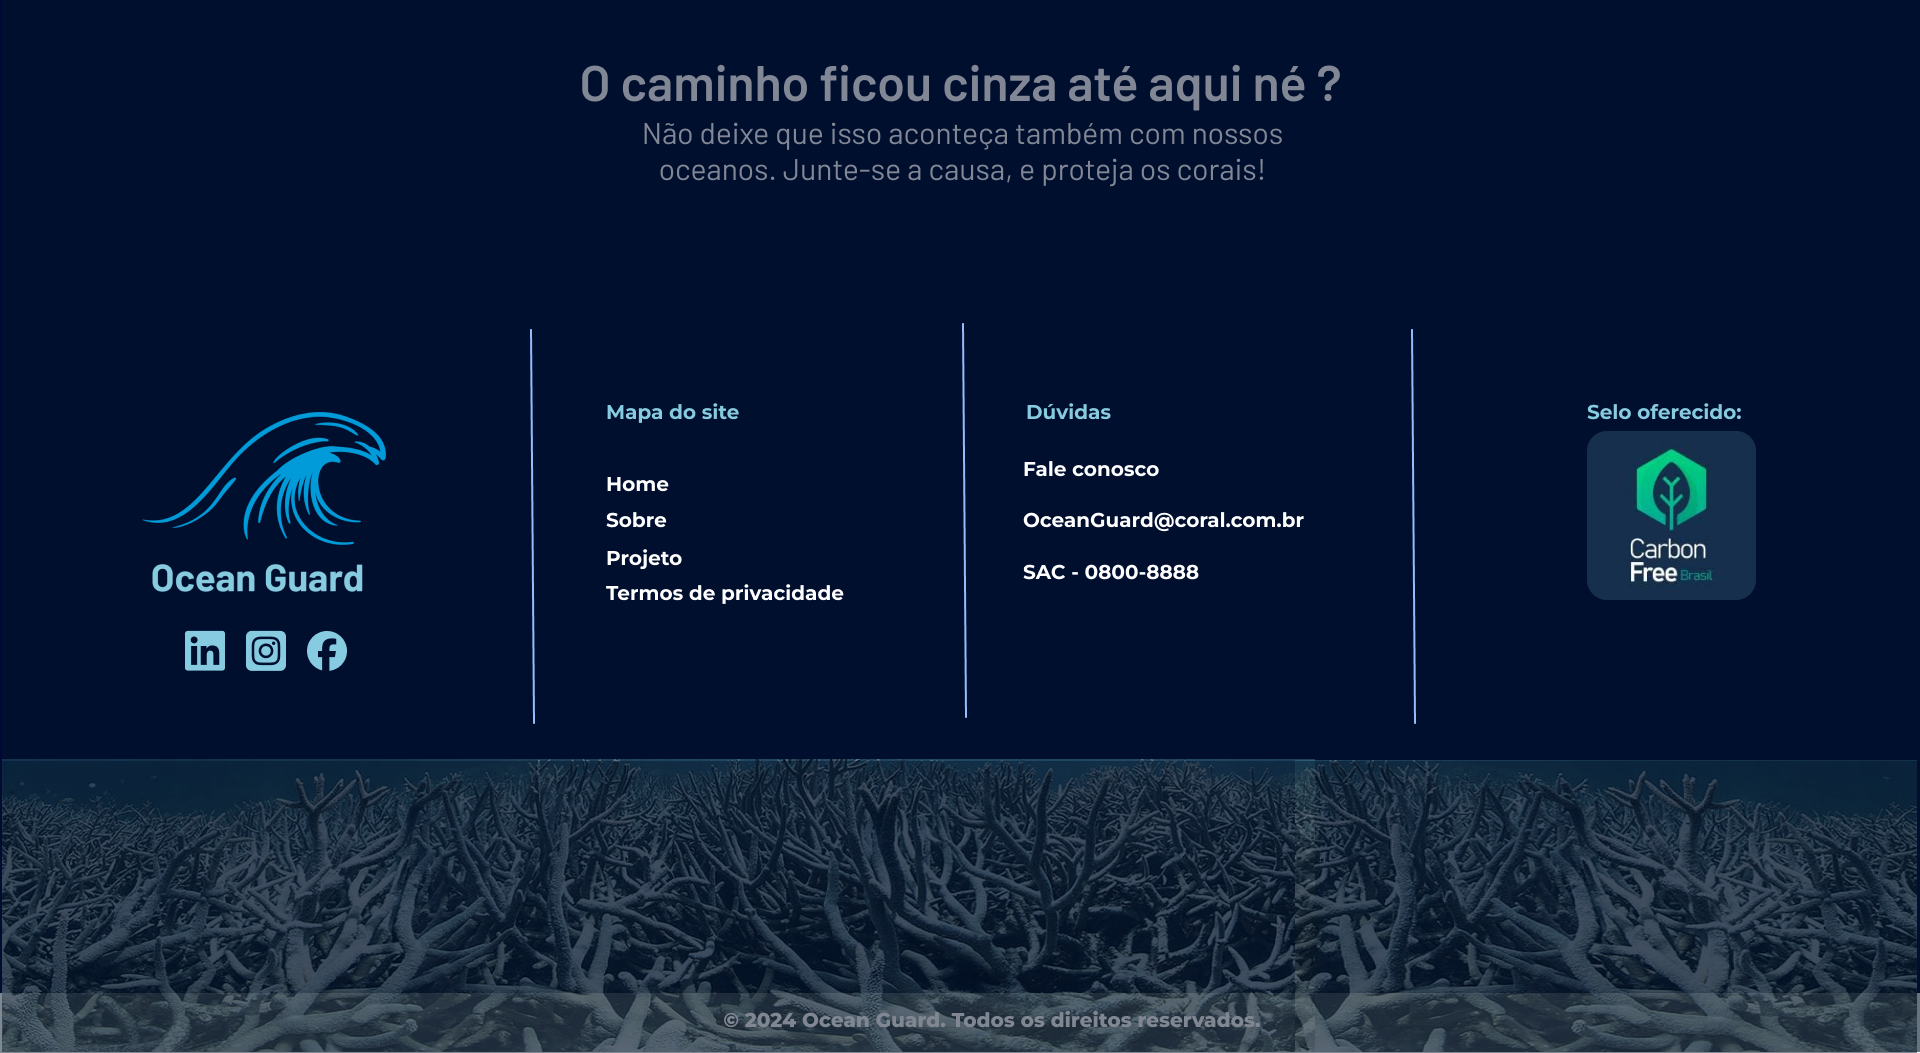 O caminho ficou cinza até aqui né ?
Não deixe que isso aconteça também com nossos
oceanos. Junte-se a causa, e proteja os corais!
Ocean Guard
Mapa do site
Home
Sobre
Projeto
Termos de privacidade
Dúvidas
Fale conosco
OceanGuard@coral.com.br
SAC - 0800-8888
Selo oferecido:
Carbon
Free Brasil
© 2024 Ocean Guard. Todos os direitos reservados.